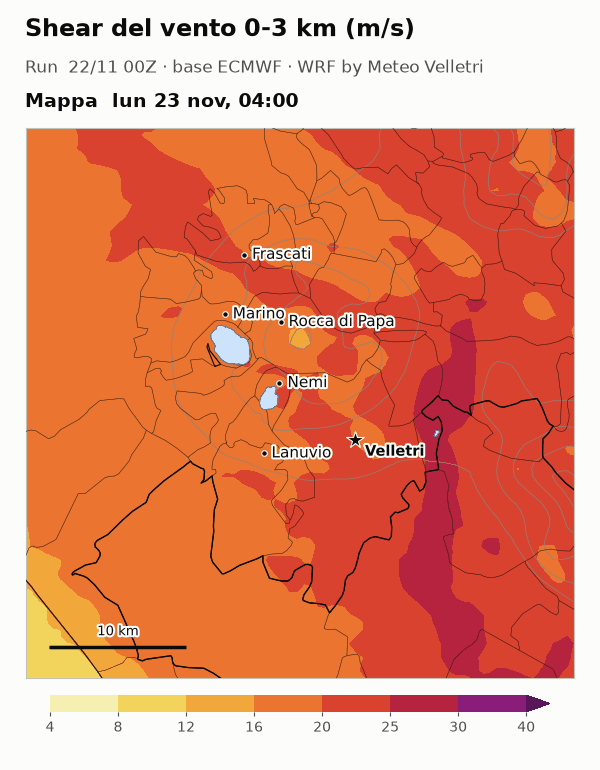 Shear del vento 0-3 km (m/s)
Run  22/11 00Z · base ECMWF · WRF by Meteo Velletri
Mappa  lun 23 nov, 04:00
Frascati
Marino
Rocca di Papa
Nemi
Velletri
Lanuvio
10 km
4 8 12 16 20 25 30 40